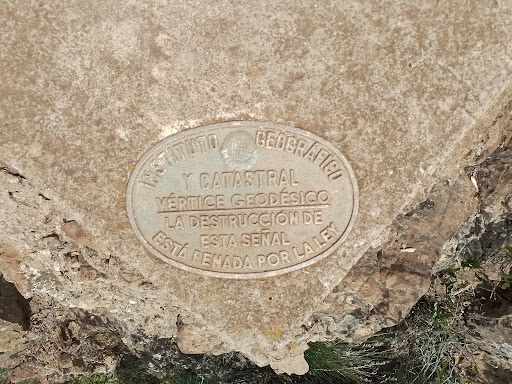 INSTITUTO GEOGRÁFICO
Y CATASTRAL
VÉRTICE GEODÉSICO
LA DESTRUCCIÓN DE
ESTA SEÑAL
ESTÁ PENADA POR LA LEY